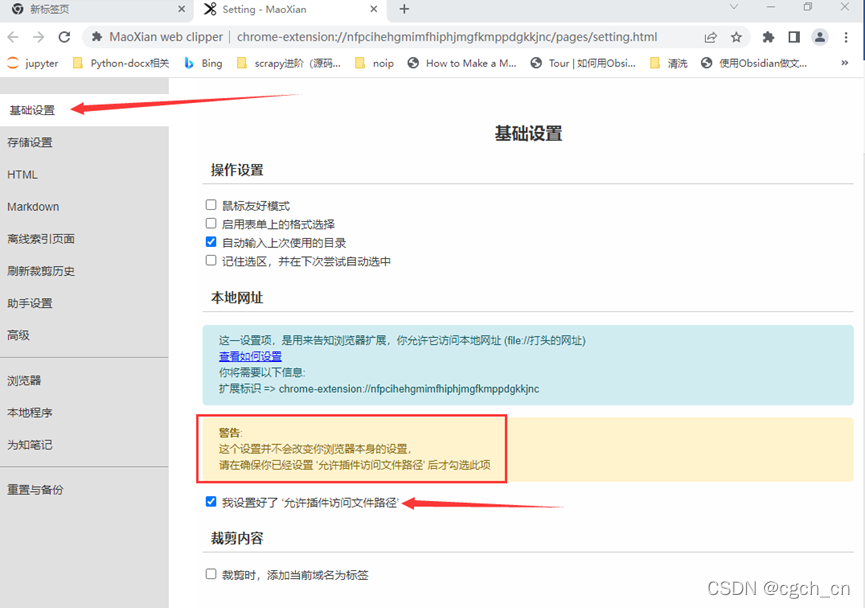 新标签页
Setting - MaoXian
MaoXian web clipper | chrome-extension://nfpcihehgmimfhiphjmgfkmppdgkkjnc/pages/setting.html
jupyter
Python-docx相关
Bing
scrapy进阶（源码...
noip
How to Make a M...
Tour | 如何用Obsi...
清洗
使用Obsidian做文...
»
基础设置
存储设置
HTML
Markdown
离线索引页面
刷新裁剪历史
助手设置
高级
浏览器
本地程序
为知笔记
重置与备份
基础设置
操作设置
鼠标友好模式
启用表单上的格式选择
自动输入上次使用的目录
记住选区，并在下次尝试自动选中
本地网址
这一设置项，是用来告知浏览器扩展，你允许它访问本地网址 (file://打头的网址)
查看如何设置
你将需要以下信息:
扩展标识 => chrome-extension://nfpcihehgmimfhiphjmgfkmppdgkkjnc
警告:
这个设置并不会改变你浏览器本身的设置，
请在确保你已经设置 '允许插件访问文件路径' 后才勾选此项
我设置好了 '允许插件访问文件路径'
裁剪内容
裁剪时，添加当前域名为标签
CSDN @cgch_cn